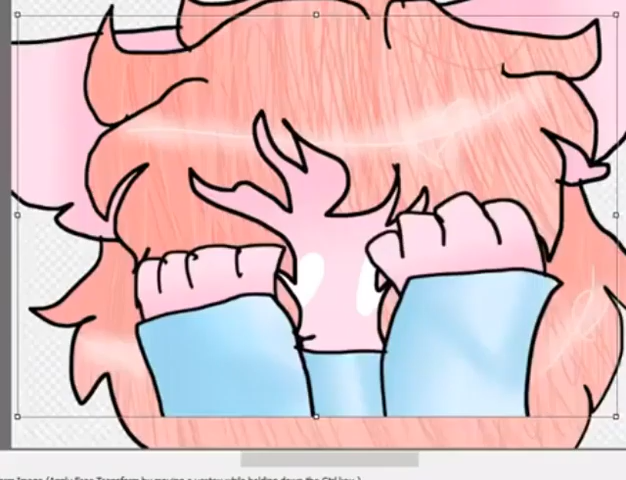 Image (Apply Free Transform by moving a vertex while holding down the Ctrl key.)